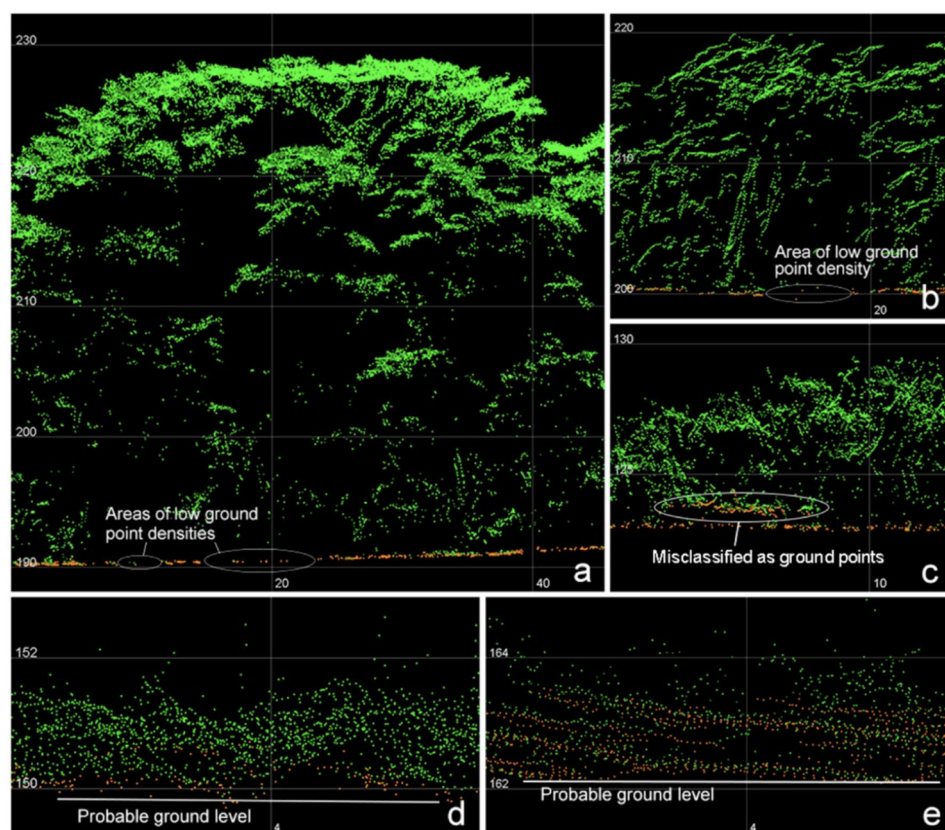 230
220
210
200
Areas of low ground
point densities
190
20
40
a
220
210
Area of low ground
point density
200
20
b
130
125
Misclassified as ground points
10
c
152
150
Probable ground level
4
d
164
162
Probable ground level
4
e